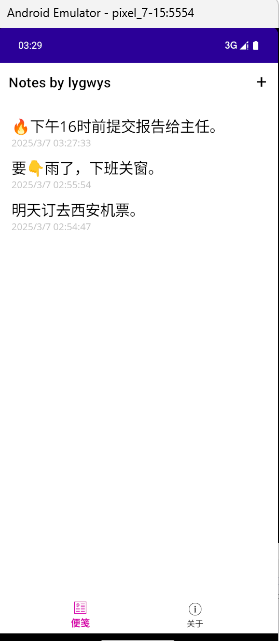 Android Emulator - pixel_7-15:5554
03:29 3G
Notes by lygwys +
🔥下午16时前提交报告给主任。
2025/3/7 03:27:33
要👇雨了，下班关窗。
2025/3/7 02:55:54
明天订去西安机票。
2025/3/7 02:54:47
便笺 关于